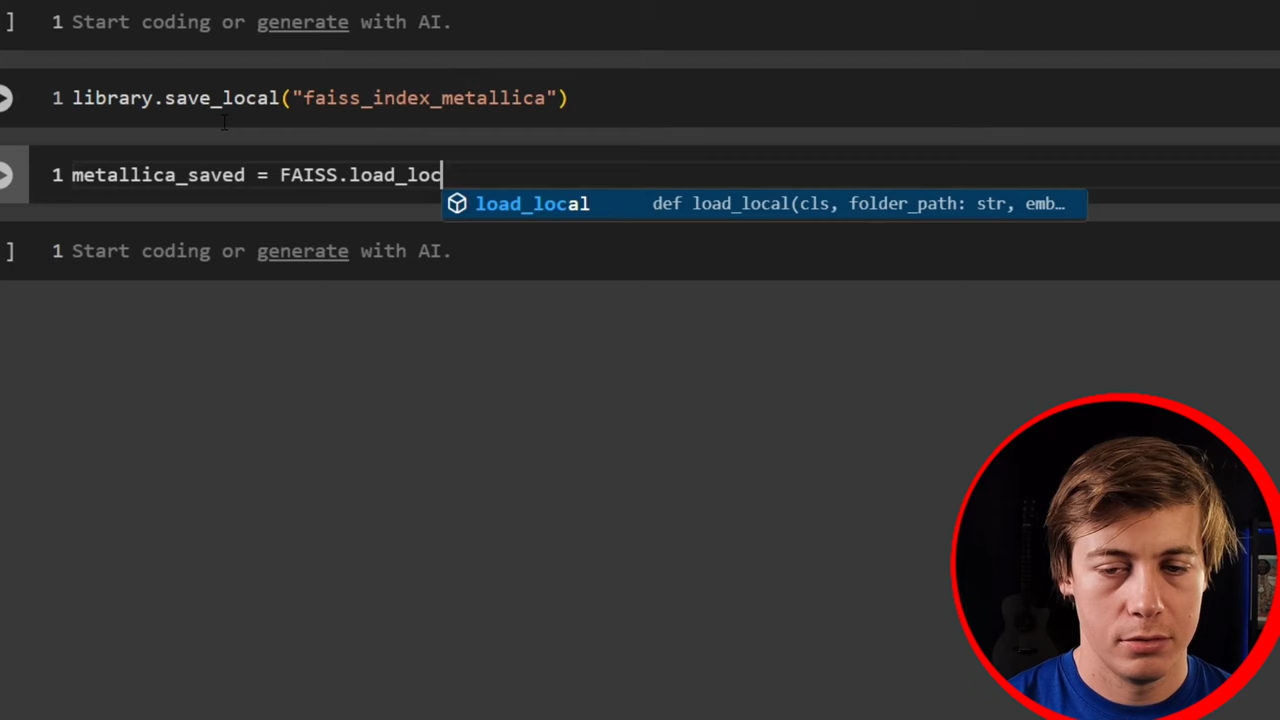 ] 1 Start coding or generate with AI.
1 library.save_local("faiss_index_metallica")
1 metallica_saved = FAISS.load_loc
load_local def load_local(cls, folder_path: str, emb…
] 1 Start coding or generate with AI.